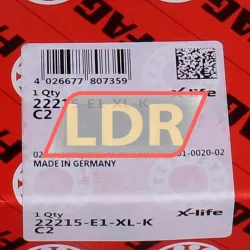 FAG
4 026677 807359
1 Qty
22215-E1-XL-K
C2
X-life
LDR
MADE IN GERMANY
1 Qty
22215-E1-XL-K
C2
X-life